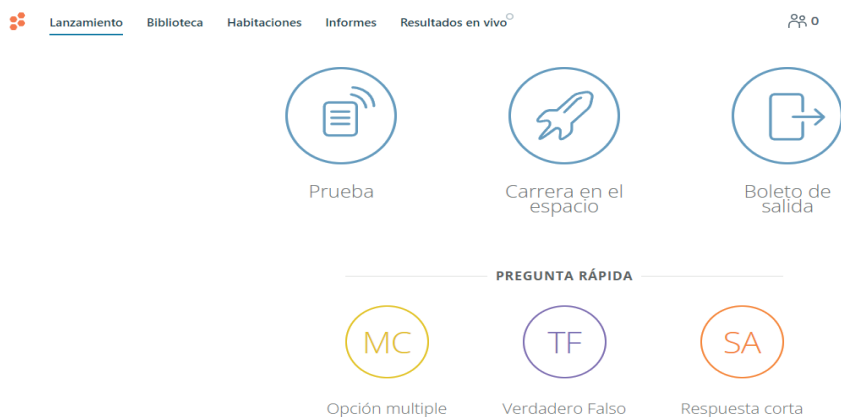 Lanzamiento Biblioteca Habitaciones Informes Resultados en vivo 0
Prueba Carrera en el espacio Boleto de salida
PREGUNTA RÁPIDA
MC TF SA
Opción multiple Verdadero Falso Respuesta corta